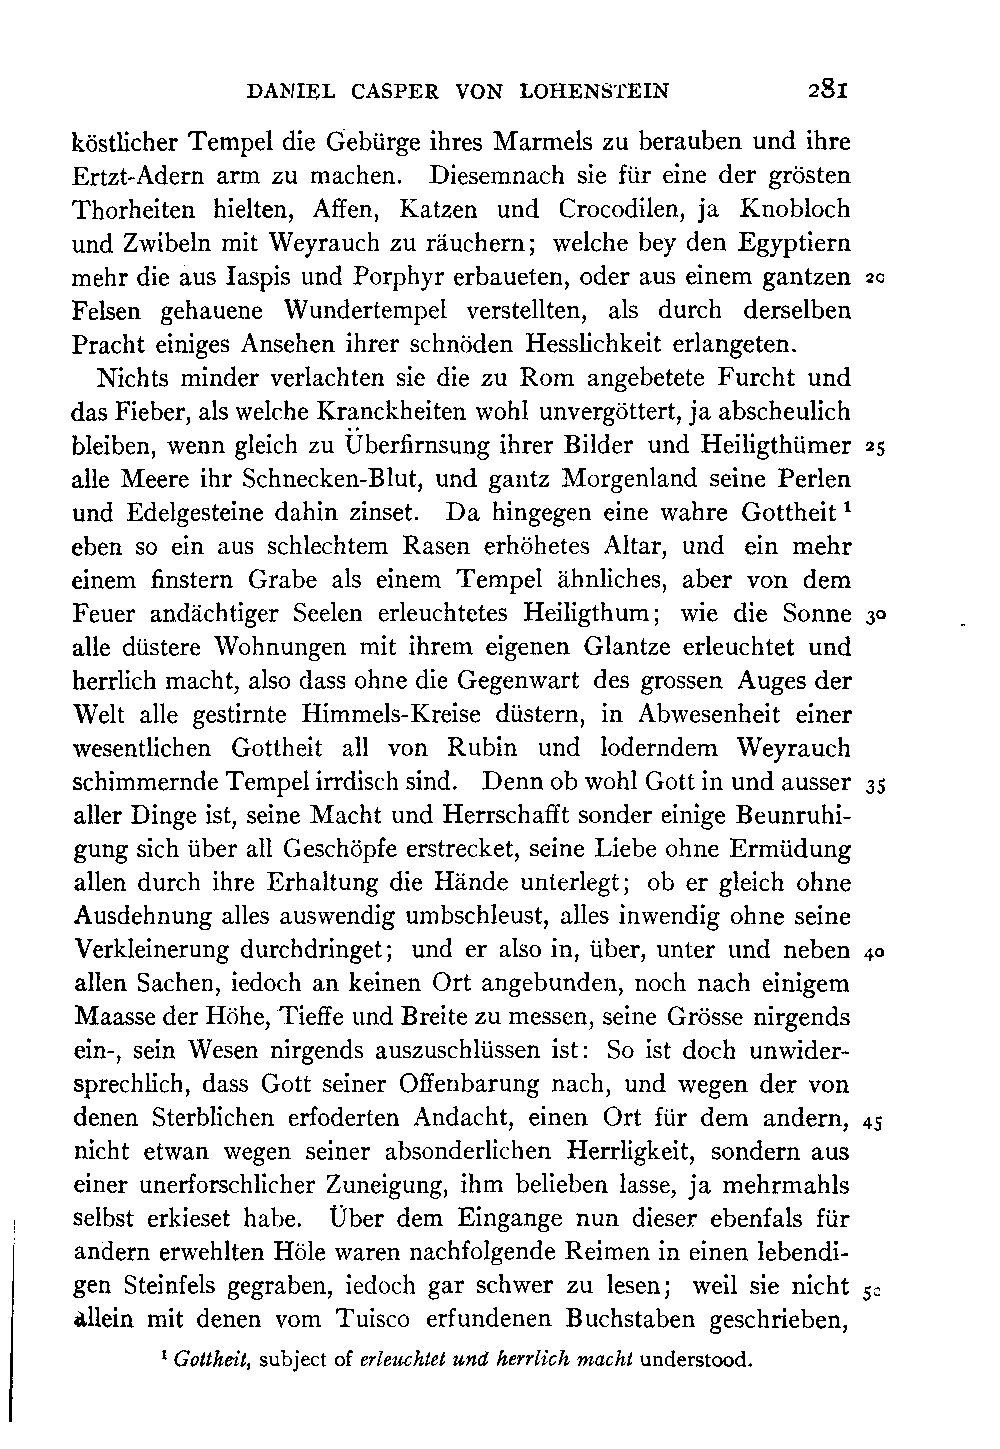 DANIEL CASPER VON LOHENSTEIN 281
köstlicher Tempel die Gebürge ihres Marmels zu berauben und ihre
Ertzt-Adern arm zu machen. Diesemnach sie für eine der grösten
Thorheiten hielten, Affen, Katzen und Crocodilen, ja Knobloch
und Zwibeln mit Weyrauch zu räuchern; welche bey den Egyptiern
mehr die aus Iaspis und Porphyr erbaueten, oder aus einem gantzen 20
Felsen gehauene Wundertempel verstellten, als durch derselben
Pracht einiges Ansehen ihrer schnöden Hesslichkeit erlangeten.
Nichts minder verlachten sie die zu Rom angebetete Furcht und
das Fieber, als welche Kranckheiten wohl unvergöttert, ja abscheulich
bleiben, wenn gleich zu Überfirnsung ihrer Bilder und Heiligthümer 25
alle Meere ihr Schnecken-Blut, und gantz Morgenland seine Perlen
und Edelgesteine dahin zinset. Da hingegen eine wahre Gottheit ¹
eben so ein aus schlechtem Rasen erhöhetes Altar, und ein mehr
einem finstern Grabe als einem Tempel ähnliches, aber von dem
Feuer andächtiger Seelen erleuchtetes Heiligthum; wie die Sonne 30
alle düstere Wohnungen mit ihrem eigenen Glantze erleuchtet und
herrlich macht, also dass ohne die Gegenwart des grossen Auges der
Welt alle gestirnte Himmels-Kreise düstern, in Abwesenheit einer
wesentlichen Gottheit all von Rubin und loderndem Weyrauch
schimmernde Tempel irrdisch sind. Denn ob wohl Gott in und ausser 35
aller Dinge ist, seine Macht und Herrschafft sonder einige Beunruhi-
gung sich über all Geschöpfe erstrecket, seine Liebe ohne Ermüdung
allen durch ihre Erhaltung die Hände unterlegt; ob er gleich ohne
Ausdehnung alles auswendig umbschleust, alles inwendig ohne seine
Verkleinerung durchdringet; und er also in, über, unter und neben 40
allen Sachen, iedoch an keinen Ort angebunden, noch nach einigem
Maasse der Höhe, Tieffe und Breite zu messen, seine Grösse nirgends
ein-, sein Wesen nirgends auszuschlüssen ist: So ist doch unwider-
sprechlich, dass Gott seiner Offenbarung nach, und wegen der von
denen Sterblichen erfoderten Andacht, einen Ort für dem andern, 45
nicht etwan wegen seiner absonderlichen Herrligkeit, sondern aus
einer unerforschlicher Zuneigung, ihm belieben lasse, ja mehrmahls
selbst erkieset habe. Über dem Eingange nun dieser ebenfals für
andern erwehlten Höle waren nachfolgende Reimen in einen lebendi-
gen Steinfels gegraben, iedoch gar schwer zu lesen; weil sie nicht 50
allein mit denen vom Tuisco erfundenen Buchstaben geschrieben,
¹ Gottheit, subject of erleuchtet und herrlich macht understood.